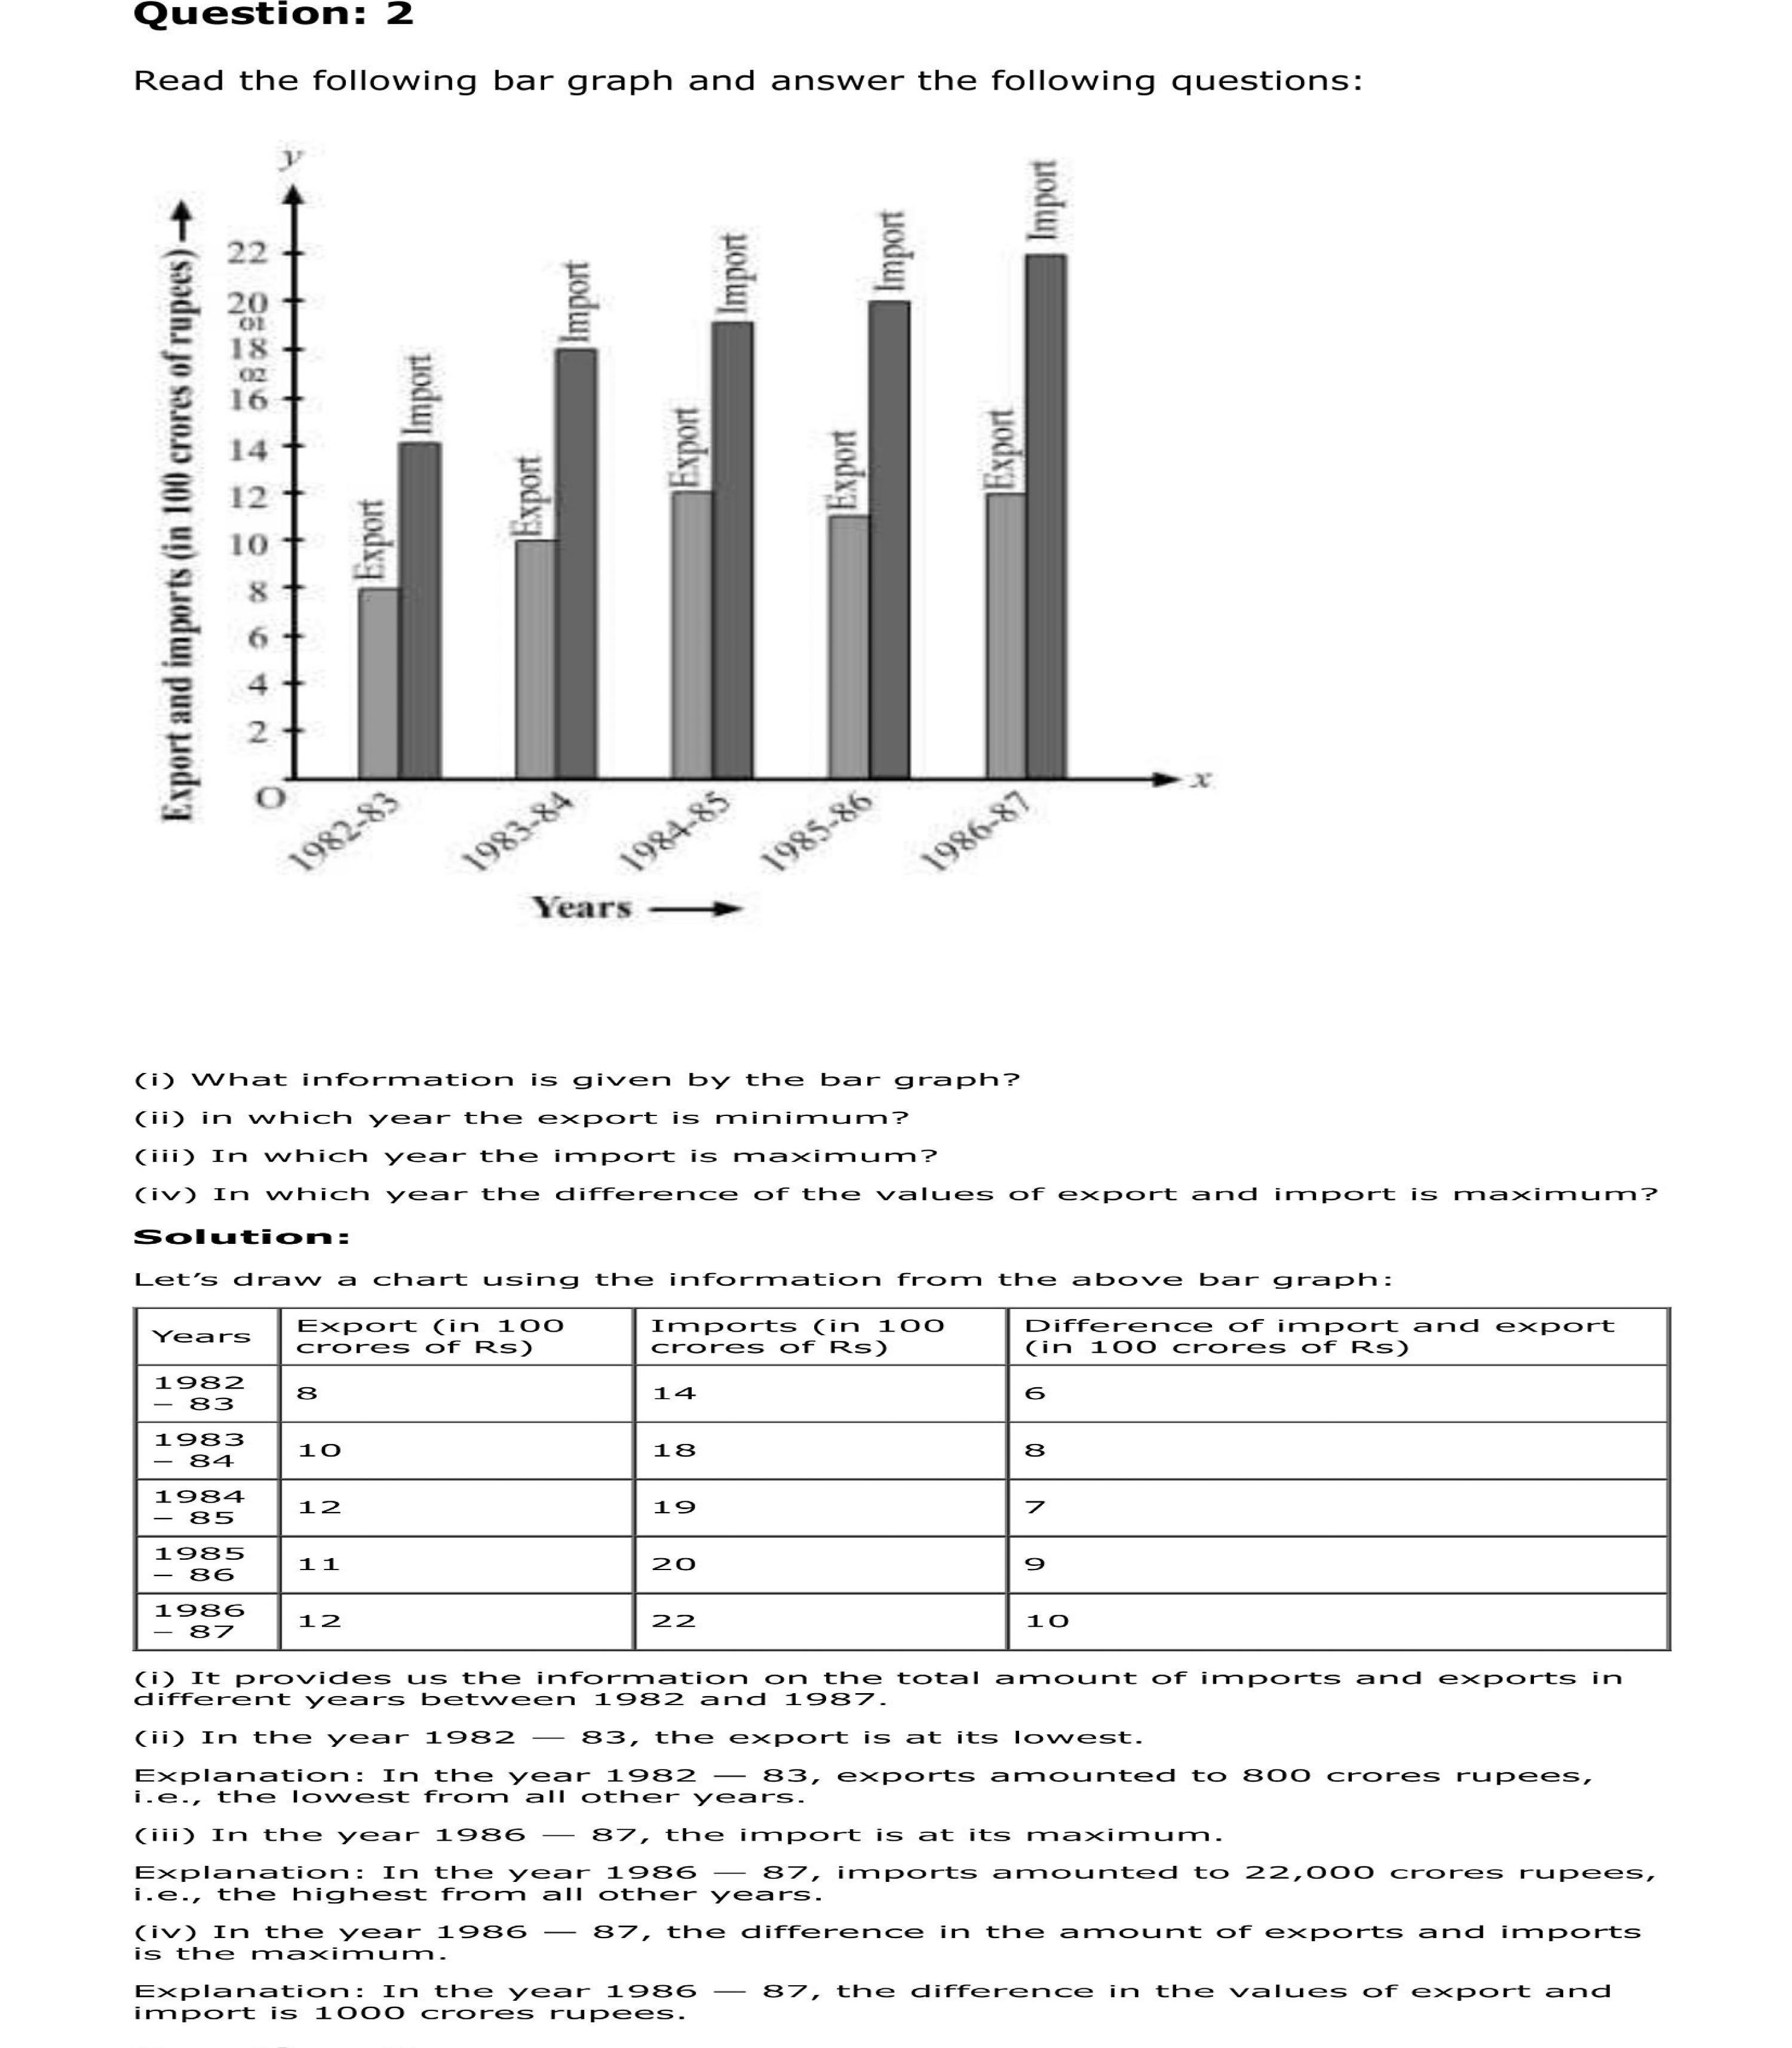 Question: 2
Read the following bar graph and answer the following questions:
y
Export and imports (in 100 crores of rupees)
22
20
01
18
02
16
14
12
10
8
6
4
2
O
Export
Import
Export
Import
Export
Import
Export
Import
Export
Import
x
1982-83
1983-84
1984-85
1985-86
1986-87
Years
(i) What information is given by the bar graph?
(ii) in which year the export is minimum?
(iii) In which year the import is maximum?
(iv) In which year the difference of the values of export and import is maximum?
Solution:
Let’s draw a chart using the information from the above bar graph:
Years
Export (in 100
crores of Rs)
Imports (in 100
crores of Rs)
Difference of import and export
(in 100 crores of Rs)
1982
– 83
8
14
6
1983
– 84
10
18
8
1984
– 85
12
19
7
1985
– 86
11
20
9
1986
– 87
12
22
10
(i) It provides us the information on the total amount of imports and exports in
different years between 1982 and 1987.
(ii) In the year 1982 — 83, the export is at its lowest.
Explanation: In the year 1982 — 83, exports amounted to 800 crores rupees,
i.e., the lowest from all other years.
(iii) In the year 1986 — 87, the import is at its maximum.
Explanation: In the year 1986 — 87, imports amounted to 22,000 crores rupees,
i.e., the highest from all other years.
(iv) In the year 1986 — 87, the difference in the amount of exports and imports
is the maximum.
Explanation: In the year 1986 — 87, the difference in the values of export and
import is 1000 crores rupees.